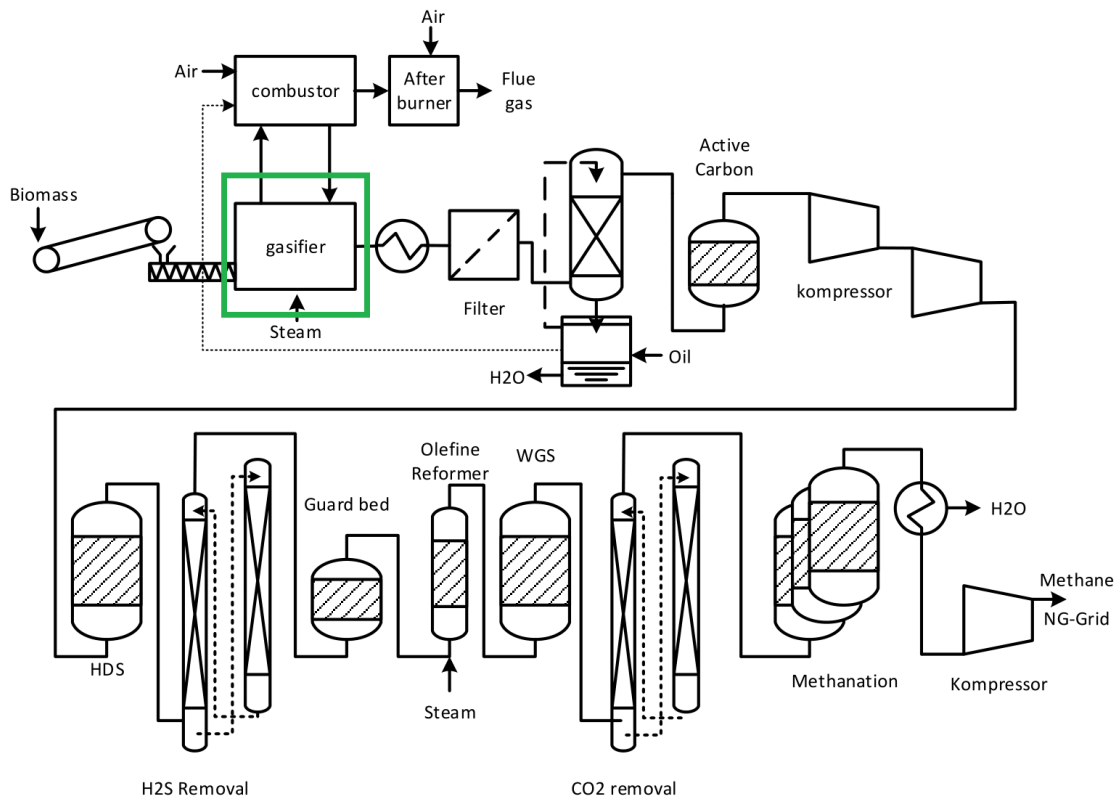 Air
Air
combustor
After
burner
Flue
gas
Biomass
gasifier
Steam
Filter
Active
Carbon
kompressor
Oil
H2O
Olefine
Reformer
WGS
Guard bed
H2O
Methane
NG-Grid
HDS
Steam
Methanation
Kompressor
H2S Removal
CO2 removal